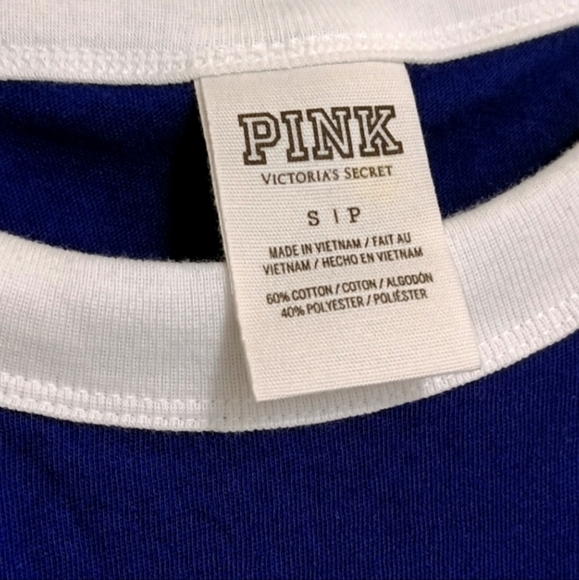 PINK
VICTORIA'S SECRET
S | P
MADE IN VIETNAM / FAIT AU
VIETNAM / HECHO EN VIETNAM
60% COTTON / COTON / ALGODÓN
40% POLYESTER / POLIÉSTER